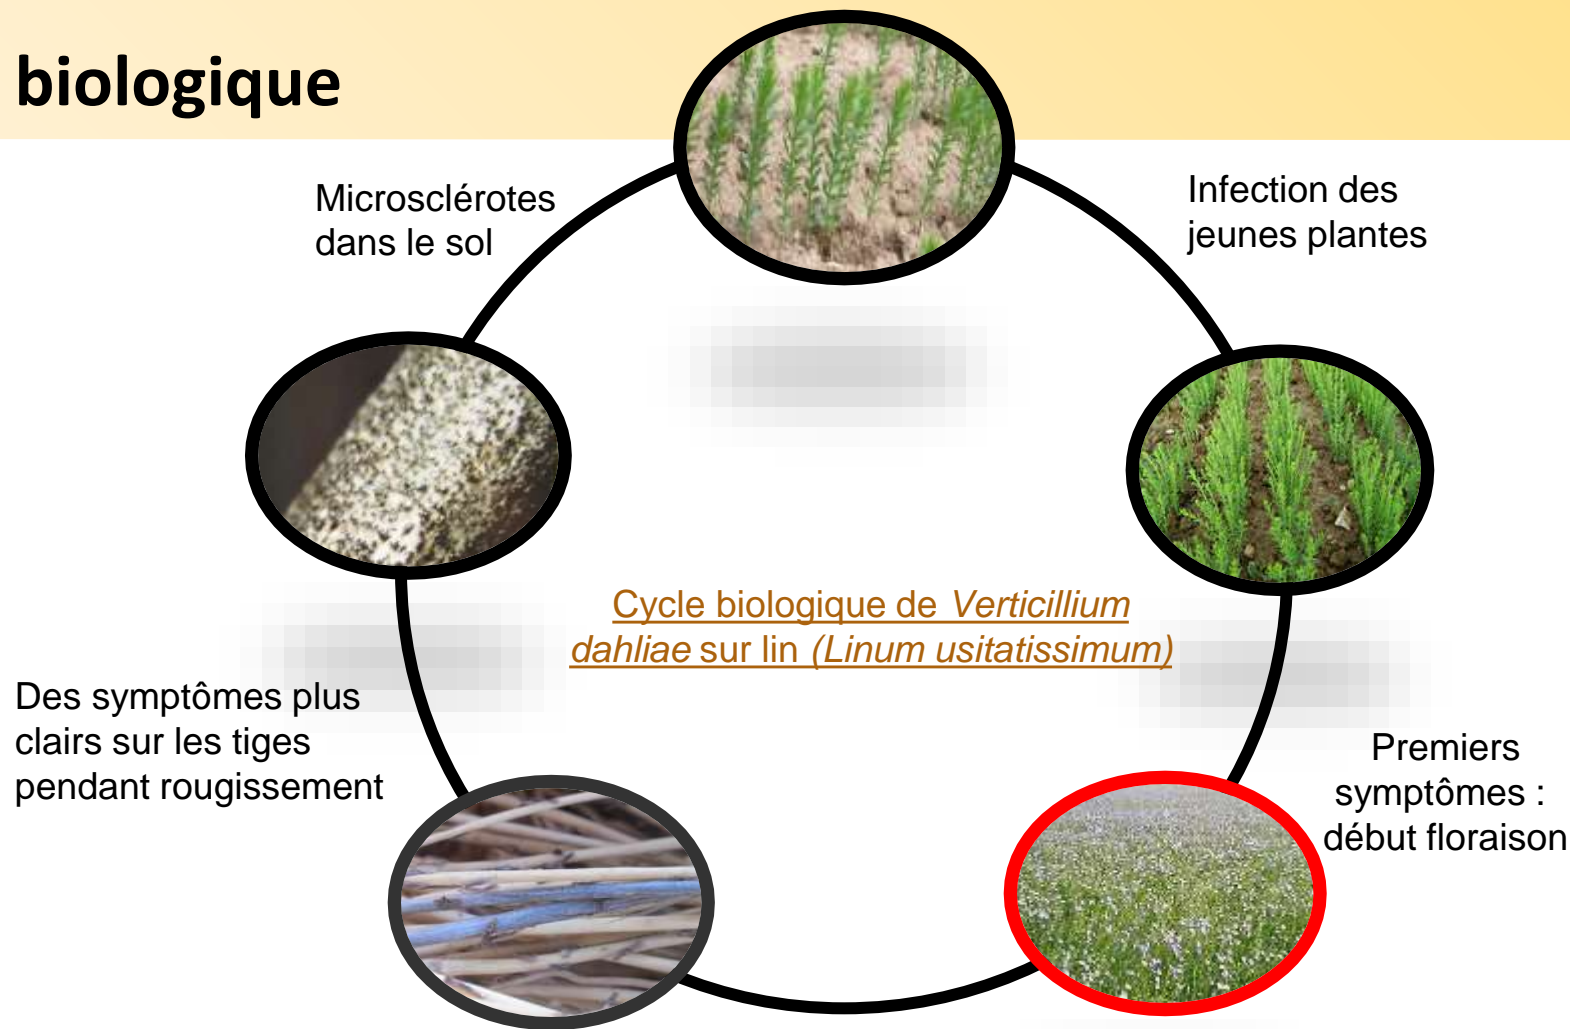 biologique
Microsclérotes
dans le sol
Infection des
jeunes plantes
Cycle biologique de Verticillium
dahliae sur lin (Linum usitatissimum)
Des symptômes plus
clairs sur les tiges
pendant rougissement
Premiers
symptômes :
début floraison